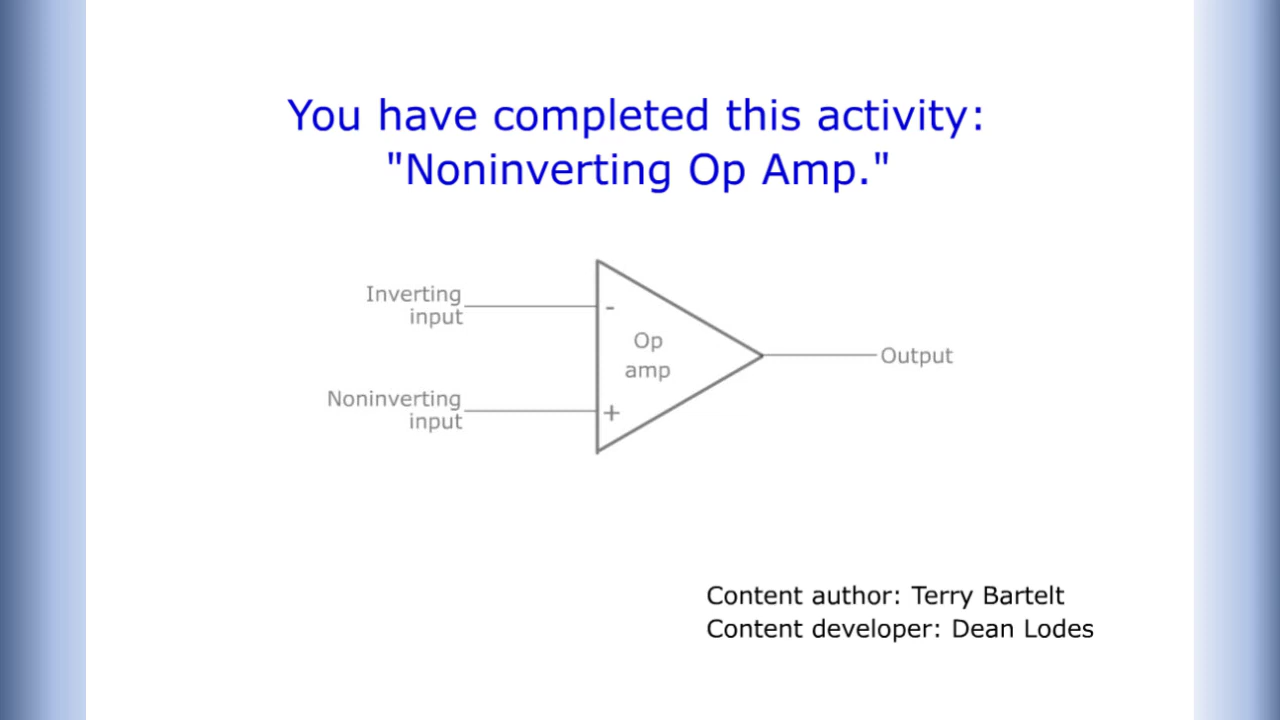 You have completed this activity:
"Noninverting Op Amp."
Inverting
input
-
Op
amp
Output
Noninverting
input
+
Content author: Terry Bartelt
Content developer: Dean Lodes